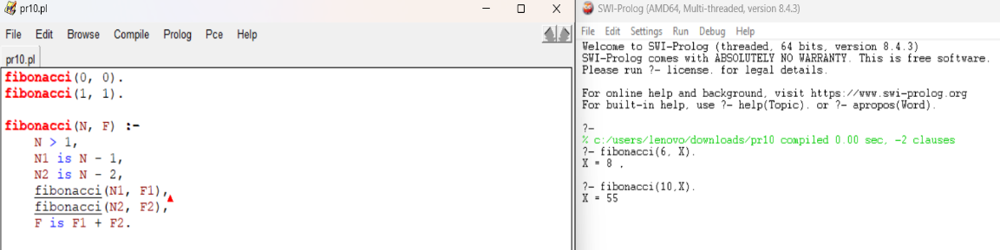 pr10.pl
File Edit Browse Compile Prolog Pce Help
pr10.pl
fibonacci(0, 0).
fibonacci(1, 1).
fibonacci(N, F) :-
    N > 1,
    N1 is N - 1,
    N2 is N - 2,
    fibonacci(N1, F1),
    fibonacci(N2, F2),
    F is F1 + F2.
SWI-Prolog (AMD64, Multi-threaded, version 8.4.3)
File Edit Settings Run Debug Help
Welcome to SWI-Prolog (threaded, 64 bits, version 8.4.3)
SWI-Prolog comes with ABSOLUTELY NO WARRANTY. This is free software.
Please run ?- license. for legal details.
For online help and background, visit https://www.swi-prolog.org
For built-in help, use ?- help(Topic). or ?- apropos(Word).
?-
% c:/users/lenovo/downloads/pr10 compiled 0.00 sec, -2 clauses
?- fibonacci(6, X).
X = 8 .
?- fibonacci(10,X).
X = 55